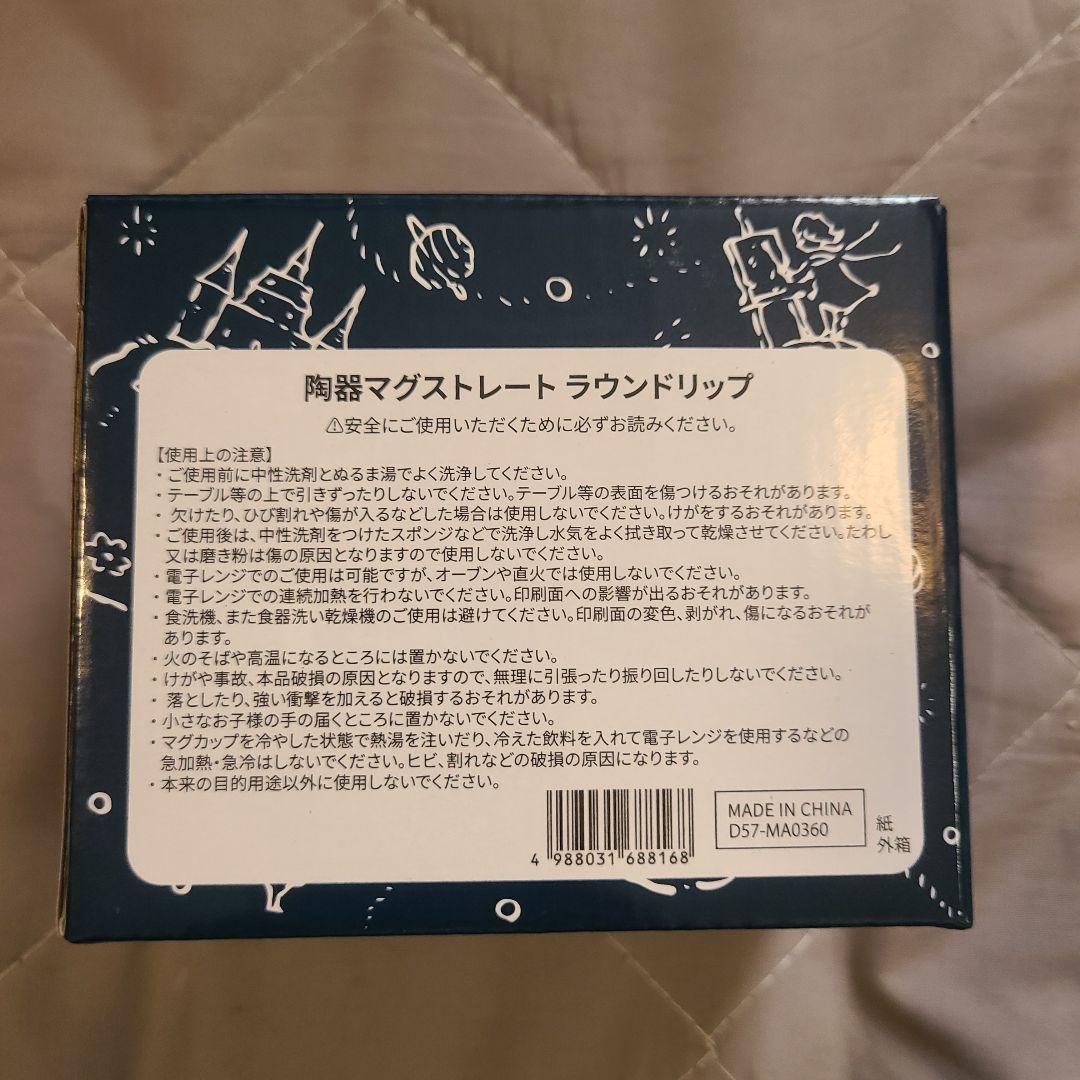 陶器マグストレート ラウンドリップ
⚠安全にご使用いただくために必ずお読みください。
【使用上の注意】
・ご使用前に中性洗剤とぬるま湯でよく洗浄してください。
・テーブル等の上で引きずったりしないでください。テーブル等の表面を傷つけるおそれがあります。
・ 欠けたり、ひび割れや傷が入るなどした場合は使用しないでください。けがをするおそれがあります。
・ご使用後は、中性洗剤をつけたスポンジなどで洗浄し水気をよく拭き取って乾燥させてください。たわし
又は磨き粉は傷の原因となりますので使用しないでください。
・電子レンジでのご使用は可能ですが、オーブンや直火では使用しないでください。
・電子レンジでの連続加熱を行わないでください。印刷面への影響が出るおそれがあります。
・食洗機、また食器洗い乾燥機のご使用は避けてください。印刷面の変色、剥がれ、傷になるおそれが
あります。
・火のそばや高温になるところには置かないでください。
・けがや事故、本品破損の原因となりますので、無理に引張ったり振り回したりしないでください。
・ 落としたり、強い衝撃を加えると破損するおそれがあります。
・小さなお子様の手の届くところに置かないでください。
・マグカップを冷やした状態で熱湯を注いだり、冷えた飲料を入れて電子レンジを使用するなどの
急加熱・急冷はしないでください。ヒビ、割れなどの破損の原因になります。
・本来の目的用途以外に使用しないでください。
4 988031 688168
MADE IN CHINA
D57-MA0360
紙
外箱